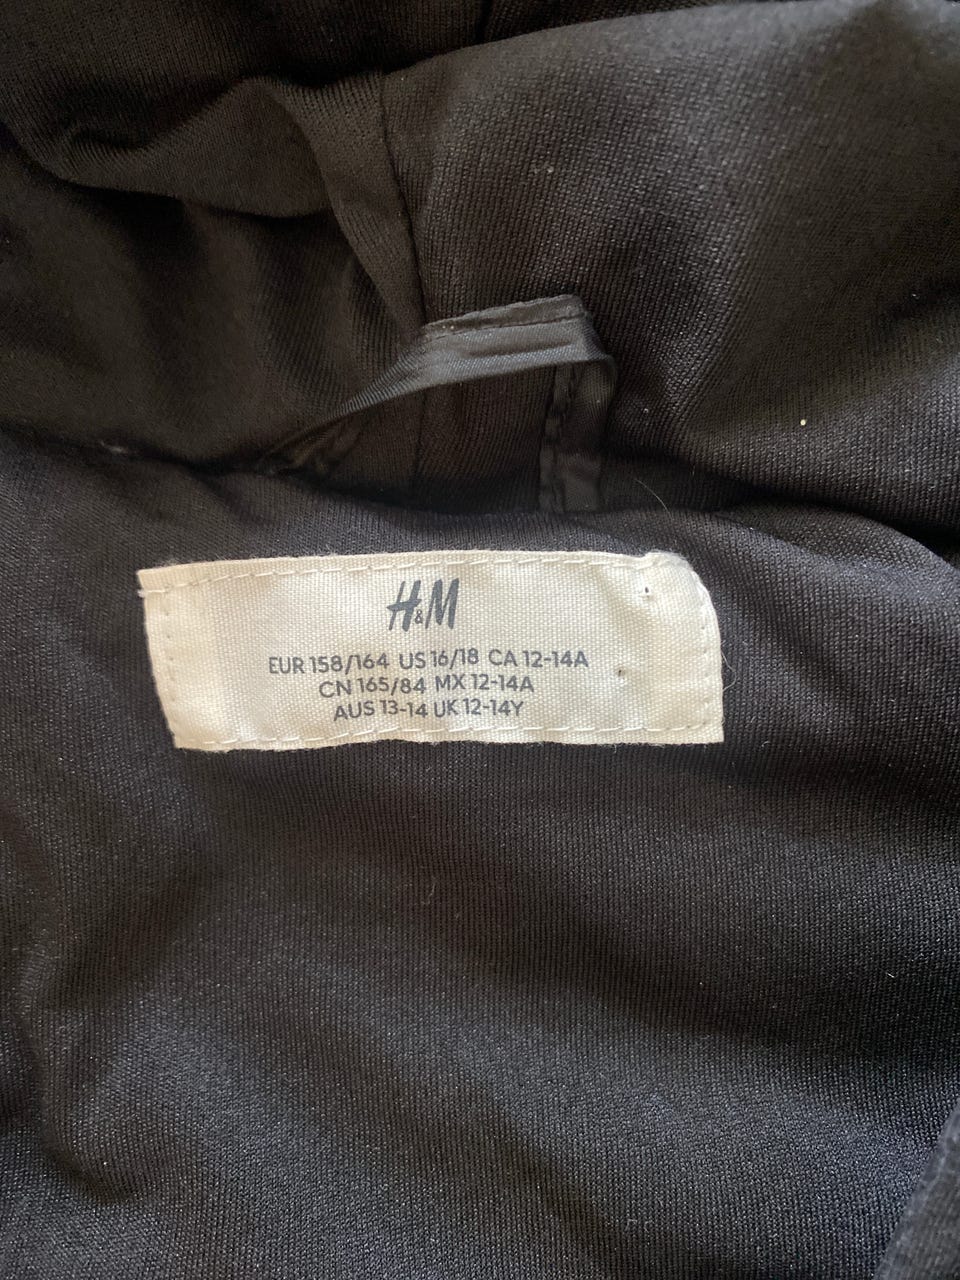 H&M
EUR 158/164 US 16/18 CA 12-14A
CN 165/84 MX 12-14A
AUS 13-14 UK 12-14Y